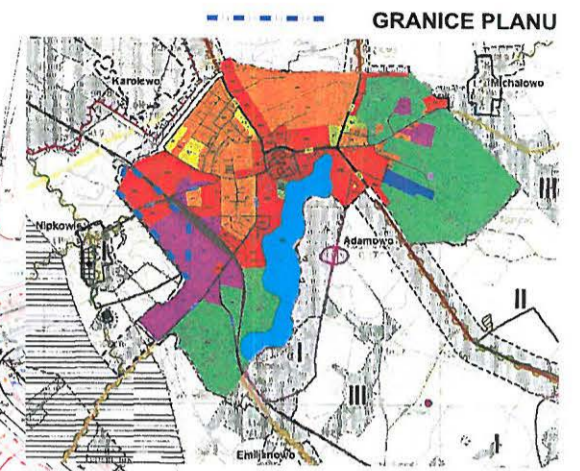 GRANICE PLANU
Karolewo
Michałowo
III
Nipkowie
Adamowo
II
I
III
I
Emilianowo